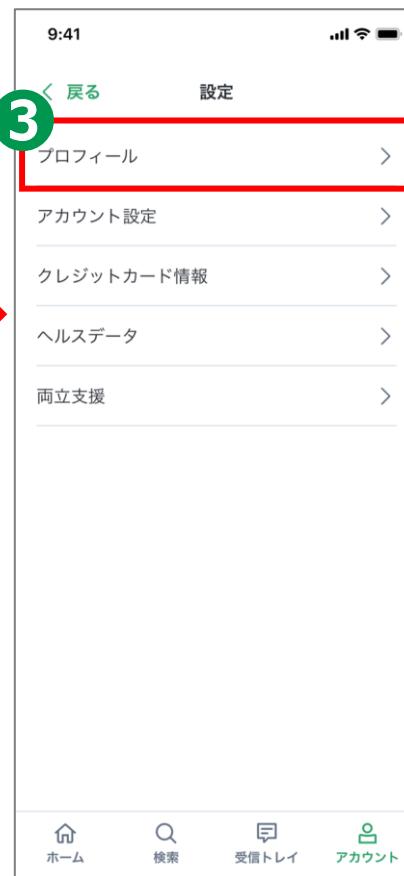 9:41
戻る
設定
3
プロフィール
アカウント設定
クレジットカード情報
ヘルスデータ
両立支援
ホーム
検索
受信トレイ
アカウント